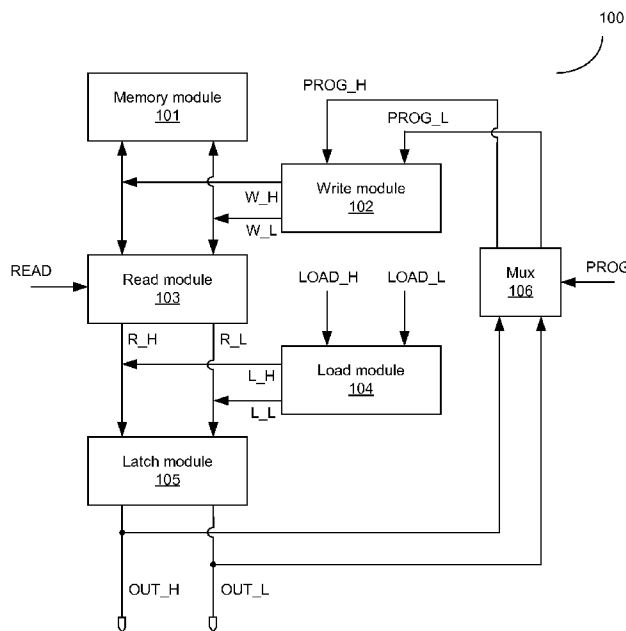 100
PROG_H
Memory module
101
PROG_L
Write module
102
W_H
W_L
READ
Read module
103
LOAD_H
LOAD_L
Mux
106
PROG
R_H
R_L
L_H
Load module
104
L_L
Latch module
105
OUT_H
OUT_L